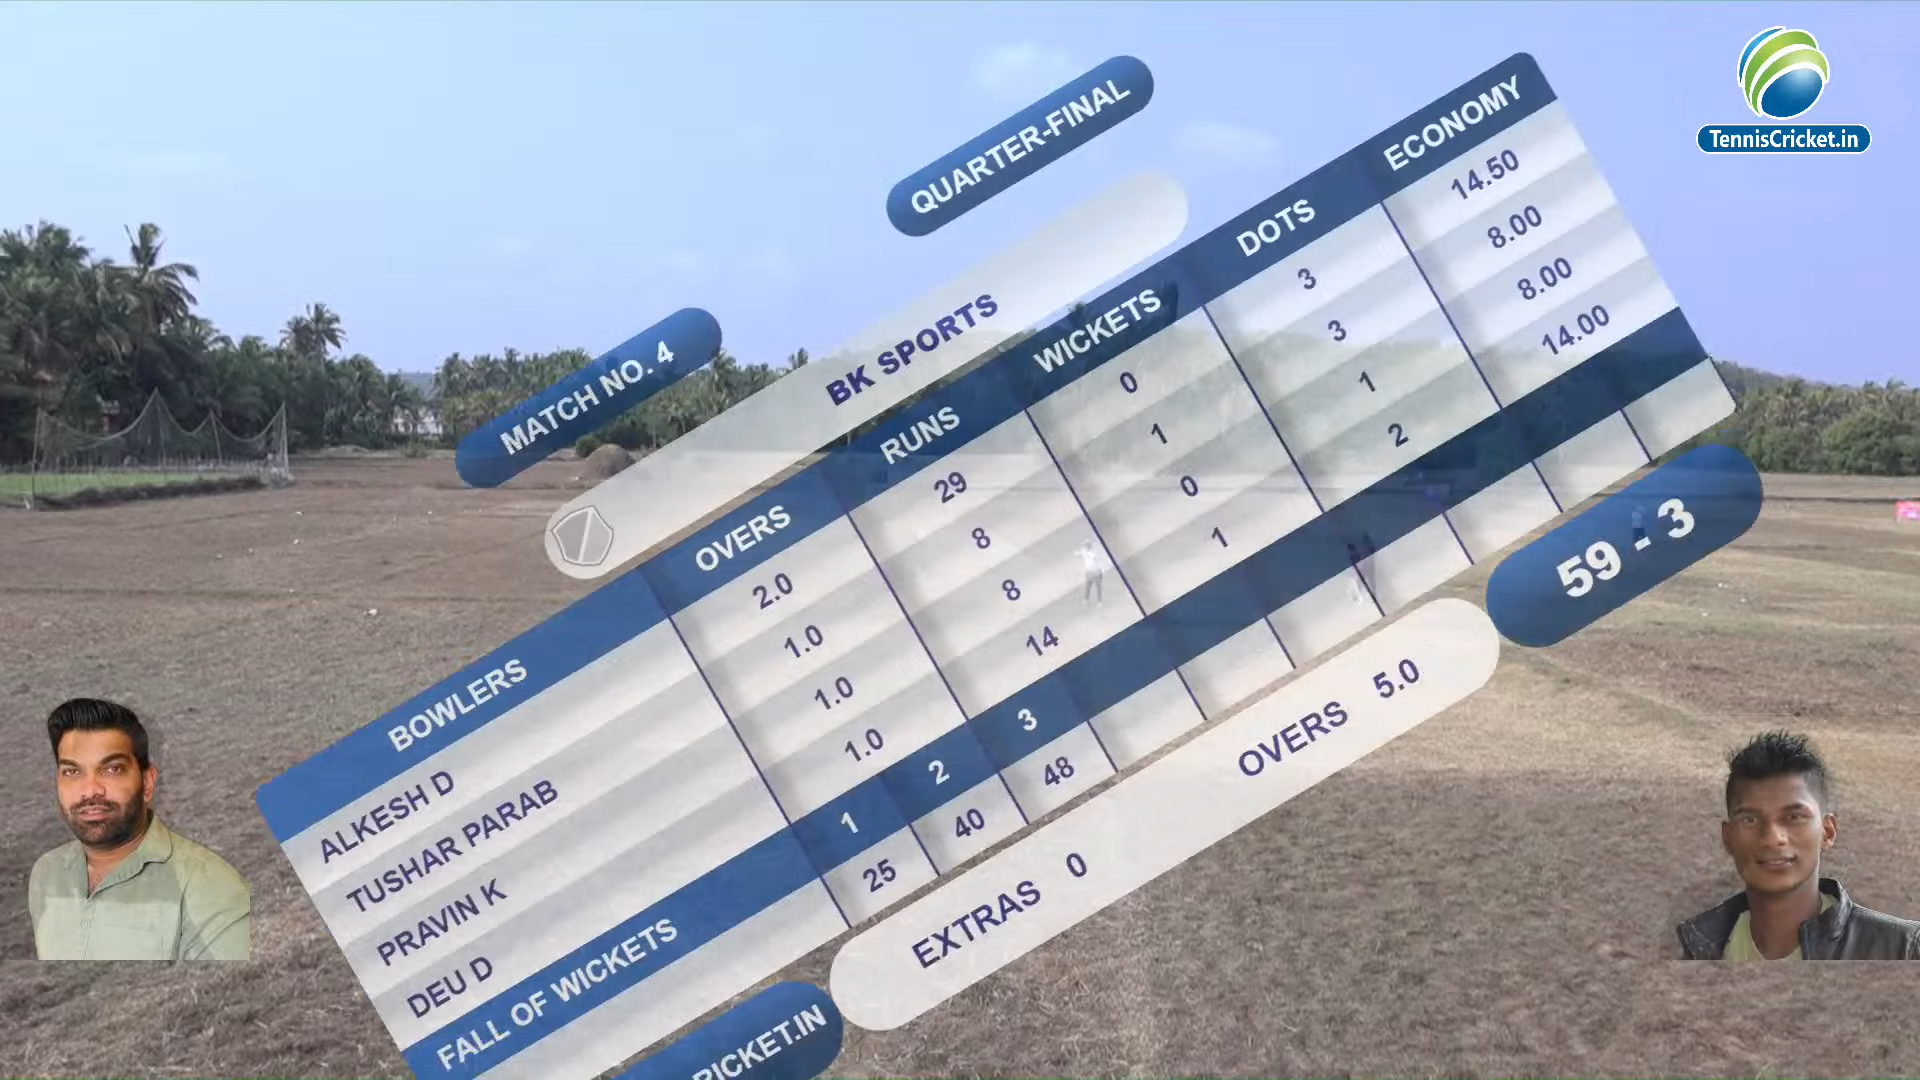 TennisCricket.in
QUARTER-FINAL
MATCH NO. 4
BK SPORTS
BOWLERS OVERS RUNS WICKETS DOTS ECONOMY
ALKESH D 2.0 29 0 3 14.50
TUSHAR PARAB 1.0 8 1 3 8.00
PRAVIN K 1.0 8 0 1 8.00
DEU D 1.0 14 1 2 14.00
FALL OF WICKETS 1 2 3
25 40 48
EXTRAS 0 OVERS 5.0
59 - 3
RICKET.IN